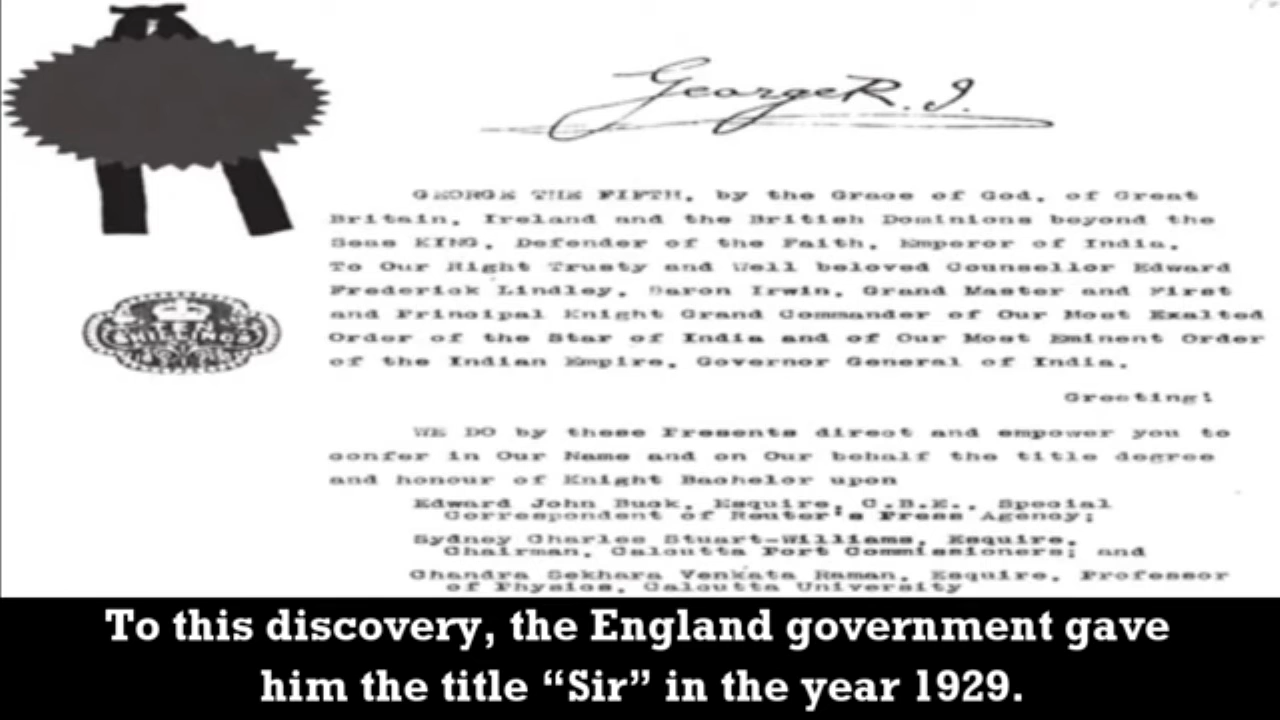 George R. I.
GEORGE THE FIFTH, by the Grace of God, of Great
Britain, Ireland and the British Dominions beyond the
Seas KING, Defender of the Faith, Emperor of India,
To Our Right Trusty and Well beloved Counsellor Edward
Frederick Lindley, Baron Irwin, Grand Master and First
and Principal Knight Grand Commander of Our Most Exalted
Order of the Star of India and of Our Most Eminent Order
of the Indian Empire, Governor General of India,
Greeting!
WE DO by these Presents direct and empower you to
confer in Our Name and on Our behalf the title degree
and honour of Knight Bachelor upon
Edward John Buck, Esquire, C.B.E., Special
Correspondent of Reuter's Press Agency;
Sydney Charles Stuart-Williams, Esquire,
Chairman, Calcutta Port Commissioners; and
Chandra Sekhara Venkata Raman, Esquire, Professor
of Physics, Calcutta University
To this discovery, the England government gave
him the title “Sir” in the year 1929.